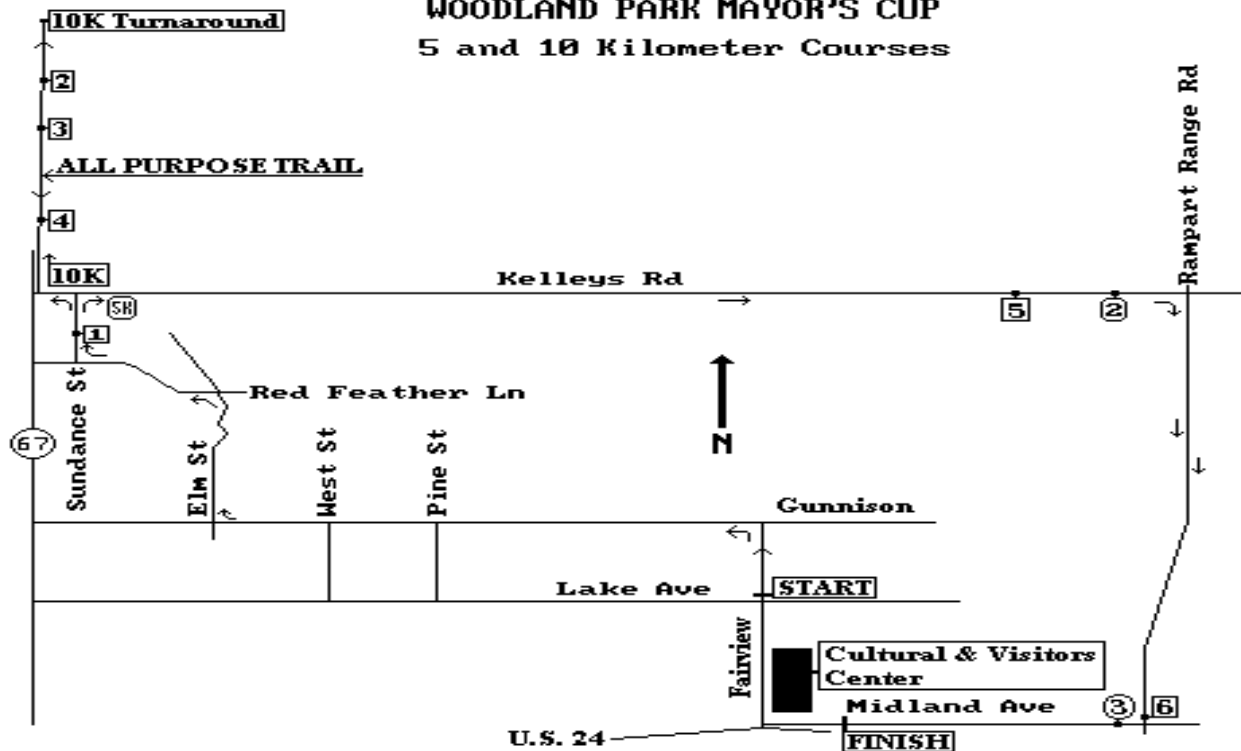 WOODLAND PARK MAYOR'S CUP
5 and 10 Kilometer Courses
10K Turnaround
2
3
ALL PURPOSE TRAIL
4
10K
Kelleys Rd
Rampart Range Rd
5K
1
5
2
Red Feather Ln
N
67
Sundance St
Elm St
West St
Pine St
Gunnison
Lake Ave
START
Fairview
Cultural & Visitors
Center
Midland Ave
3
6
U.S. 24
FINISH